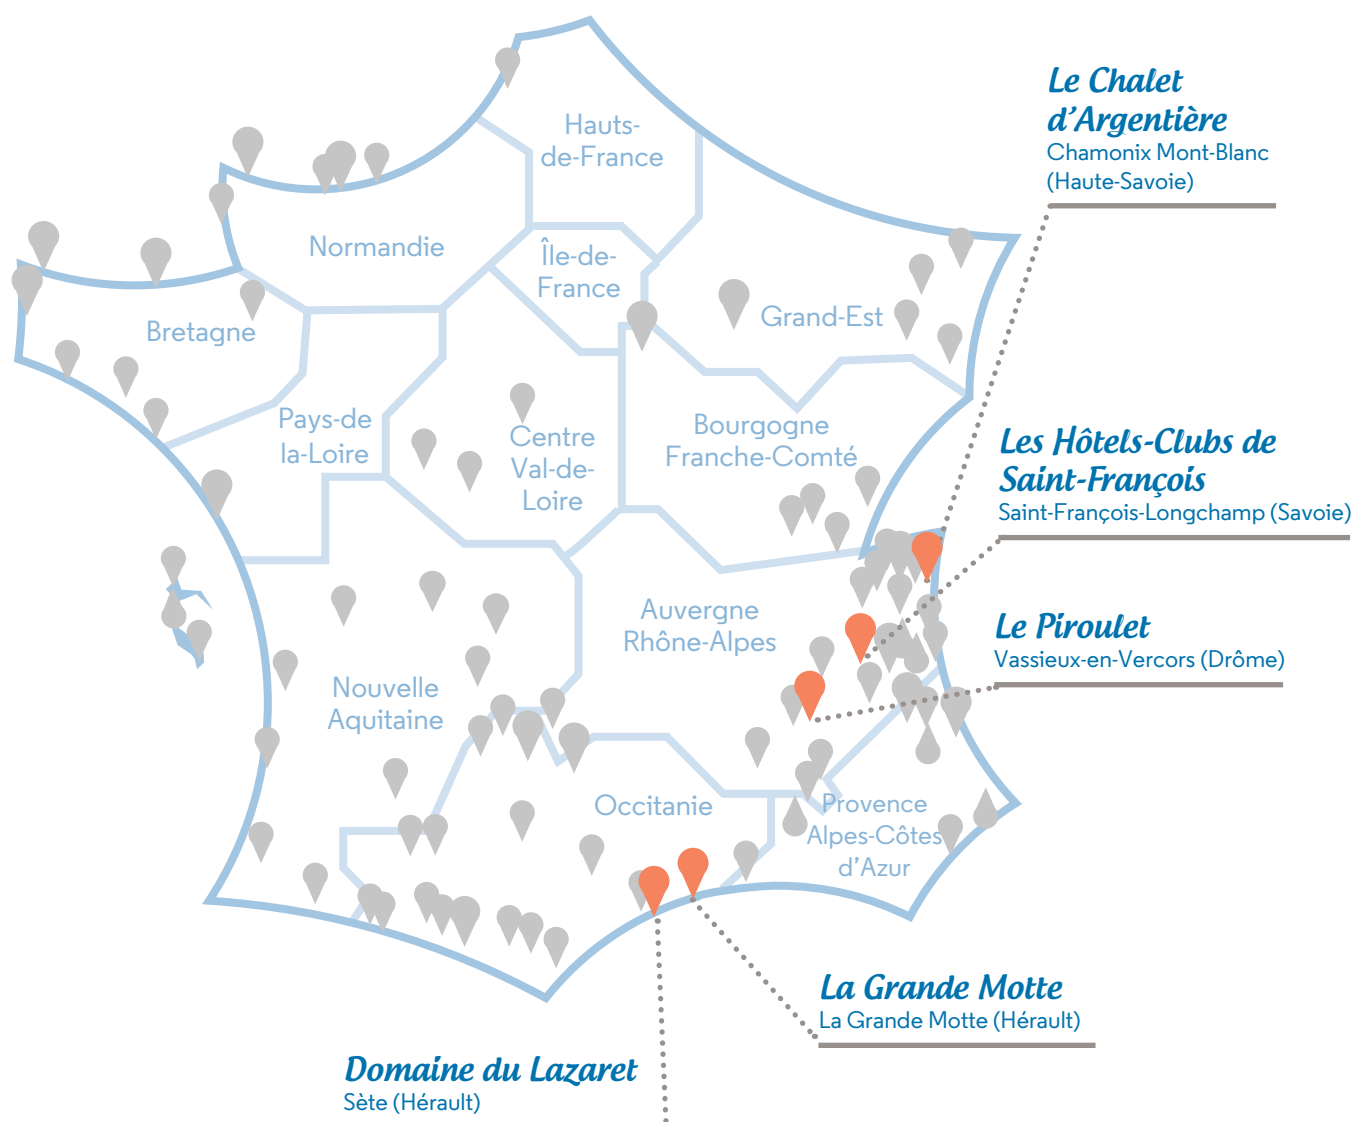 Le Chalet
d'Argentière
Chamonix Mont-Blanc
(Haute-Savoie)
Hauts-
de-France
Normandie
Île-de-
France
Grand-Est
Bretagne
Pays-de
la-Loire
Centre
Val-de-
Loire
Bourgogne
Franche-Comté
Les Hôtels-Clubs de
Saint-François
Saint-François-Longchamp (Savoie)
Auvergne
Rhône-Alpes
Le Piroulet
Vassieux-en-Vercors (Drôme)
Nouvelle
Aquitaine
Occitanie
Provence
Alpes-Côtes
d'Azur
La Grande Motte
La Grande Motte (Hérault)
Domaine du Lazaret
Sète (Hérault)